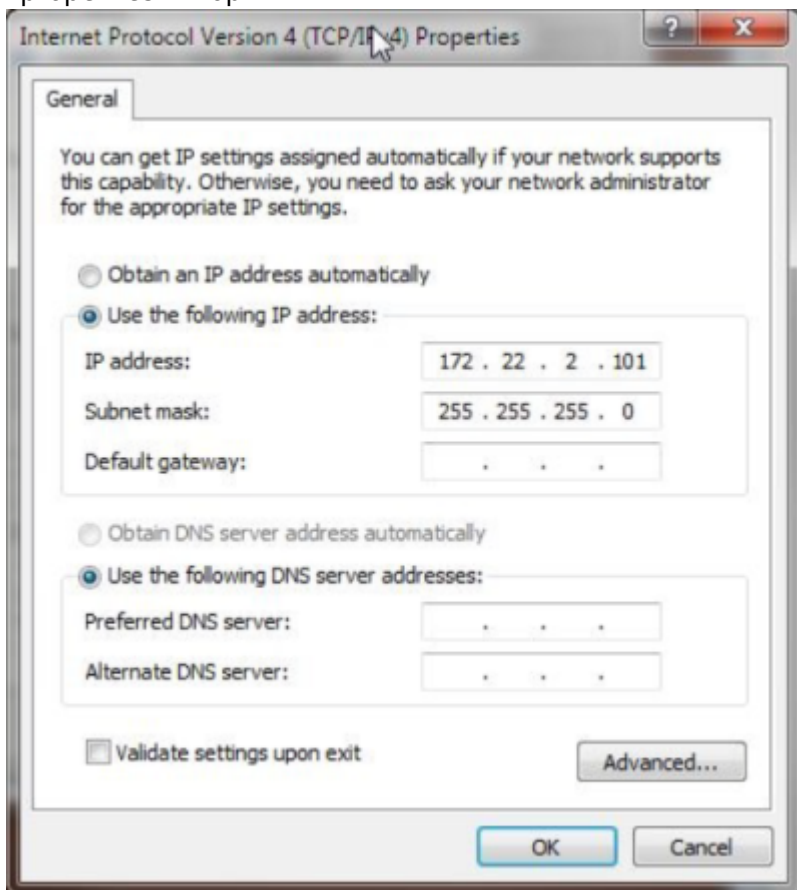 Internet Protocol Version 4 (TCP/IPv4) Properties
General
You can get IP settings assigned automatically if your network supports
this capability. Otherwise, you need to ask your network administrator
for the appropriate IP settings.
Obtain an IP address automatically
Use the following IP address:
IP address: 172 . 22 . 2 . 101
Subnet mask: 255 . 255 . 255 . 0
Default gateway: . . .
Obtain DNS server address automatically
Use the following DNS server addresses:
Preferred DNS server: . . .
Alternate DNS server: . . .
Validate settings upon exit
Advanced...
OK Cancel